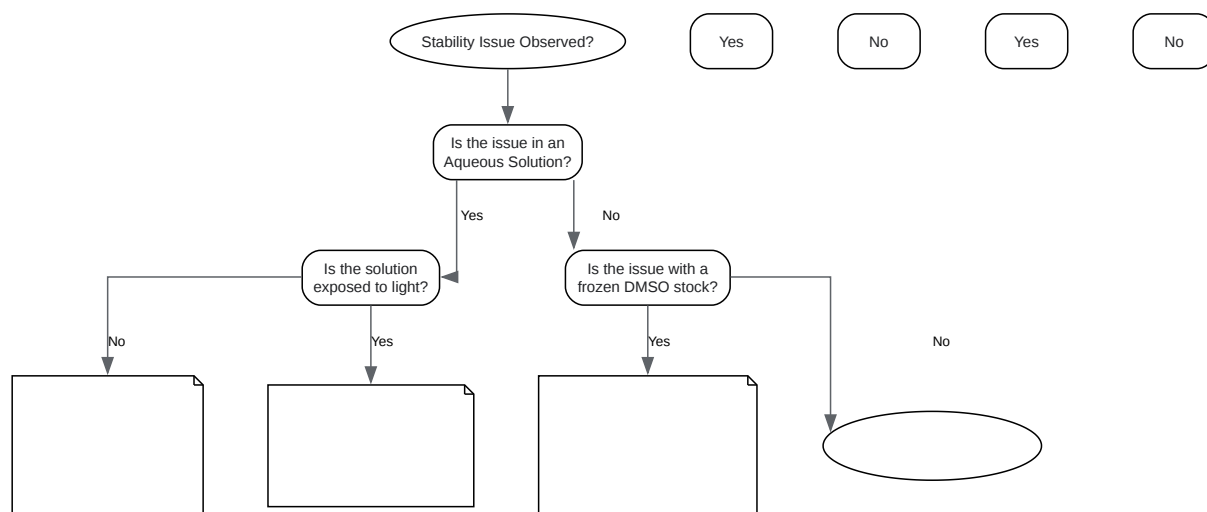 Stability Issue Observed?
Yes
No
Yes
No
Is the issue in an
Aqueous Solution?
Yes
No
Is the solution
exposed to light?
Is the issue with a
frozen DMSO stock?
No
Yes
Yes
No